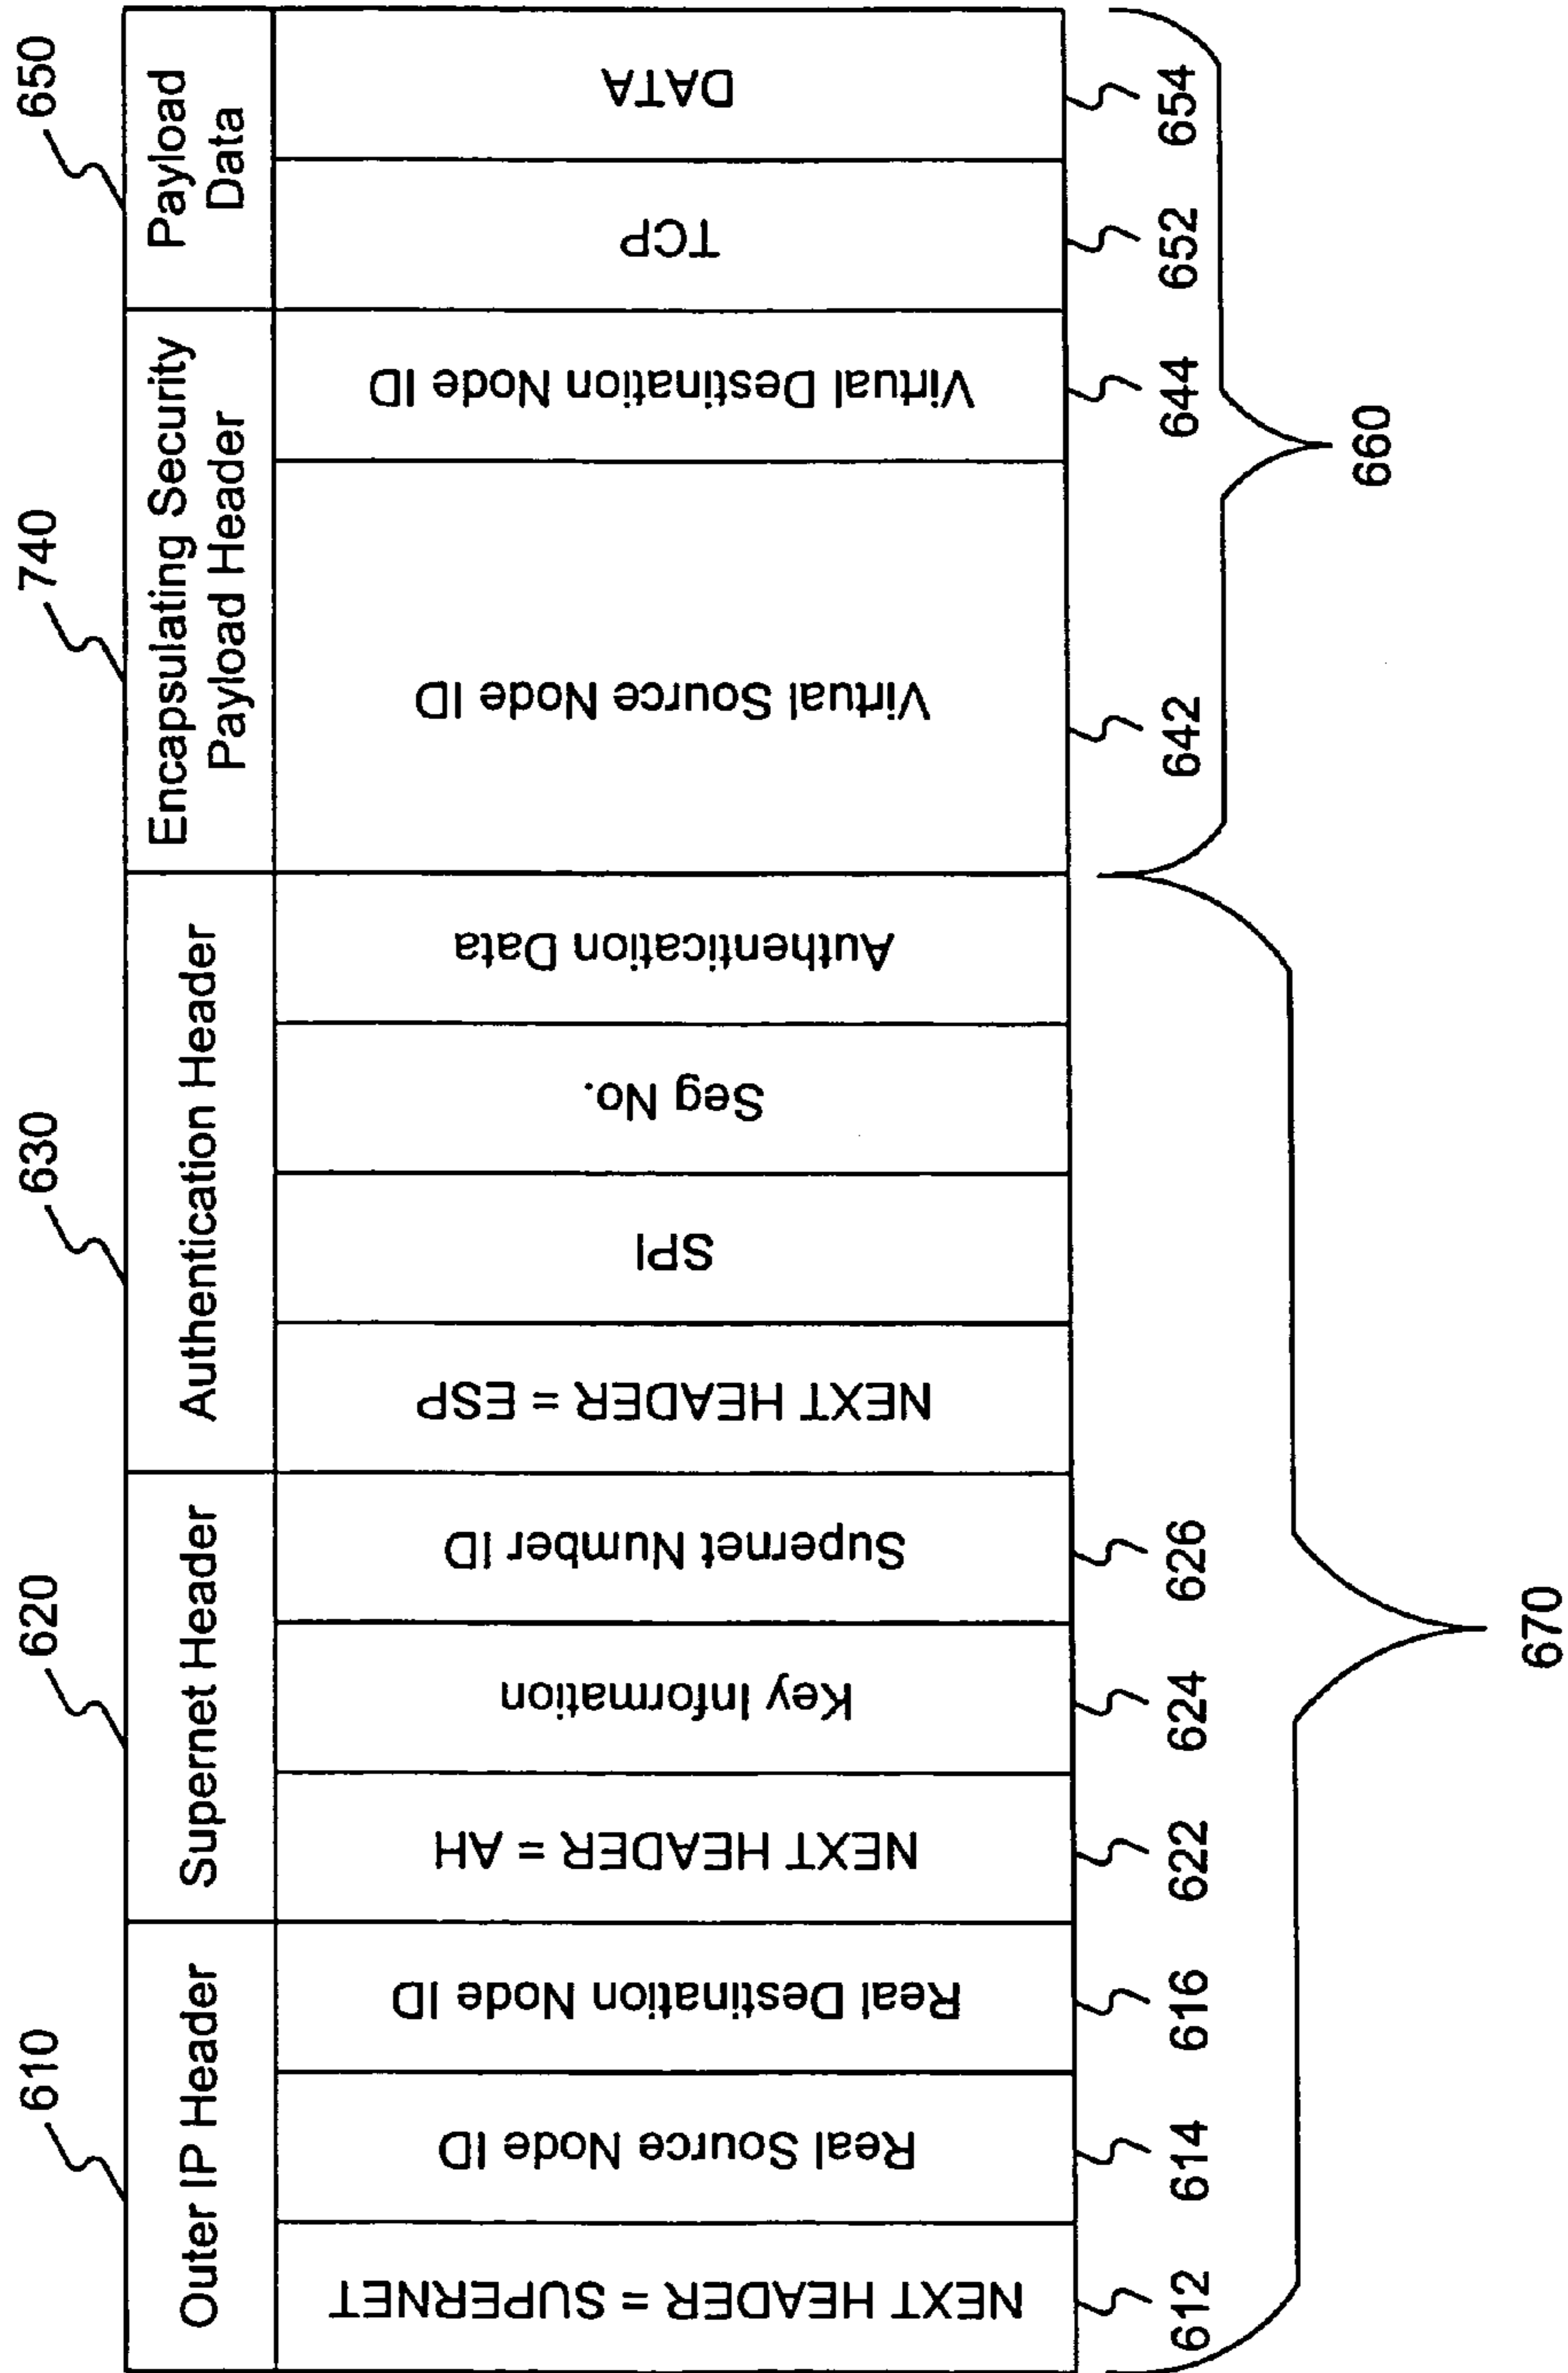 610
620
630
740
650
Outer IP Header
Supernet Header
Authentication Header
Encapsulating Security
Payload Header
Payload
Data
NEXT HEADER = SUPERNET
Real Source Node ID
Real Destination Node ID
NEXT HEADER = AH
Key Information
Supernet Number ID
NEXT HEADER = ESP
SPI
Seg No.
Authentication Data
Virtual Source Node ID
Virtual Destination Node ID
TCP
DATA
612
614
616
622
624
626
642
644
652
654
660
670